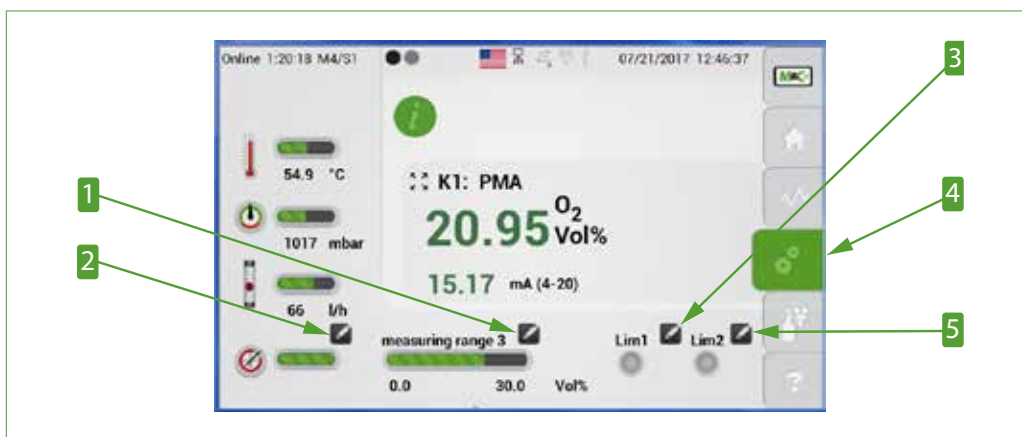 Online 1:20:18 M4/S1
07/21/2017 12:46:37
M&C
3
i
54.9 °C
K1: PMA
1
4
20.95 O2 Vol%
1017 mbar
2
15.17 mA (4-20)
66 l/h
measuring range 3
Lim1
Lim2
5
0.0 30.0 Vol%
?